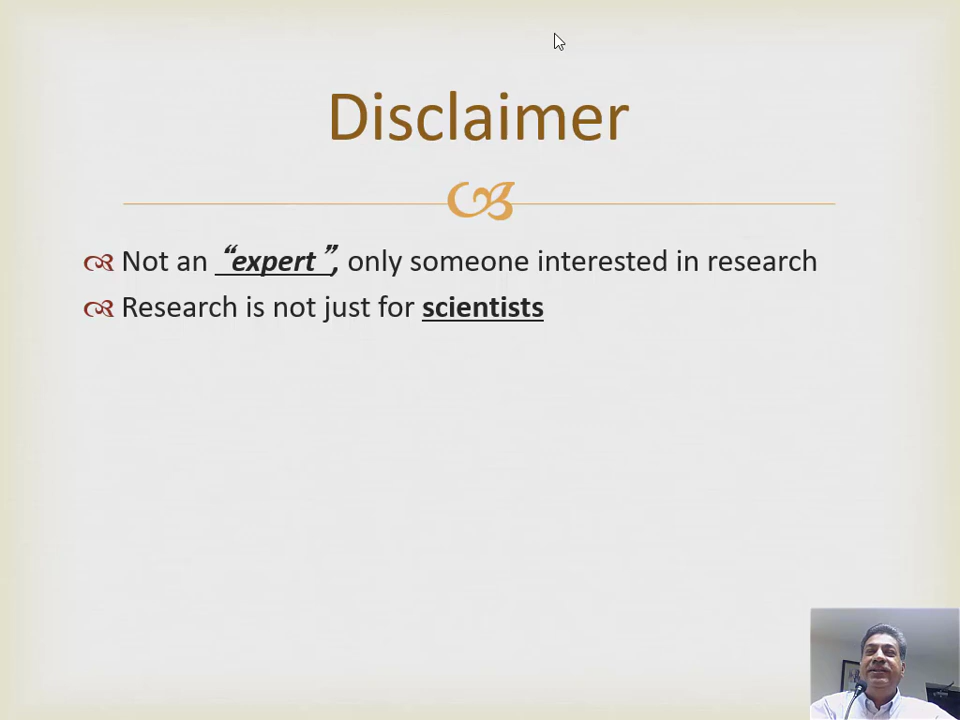 Disclaimer
Not an “expert”, only someone interested in research
Research is not just for scientists